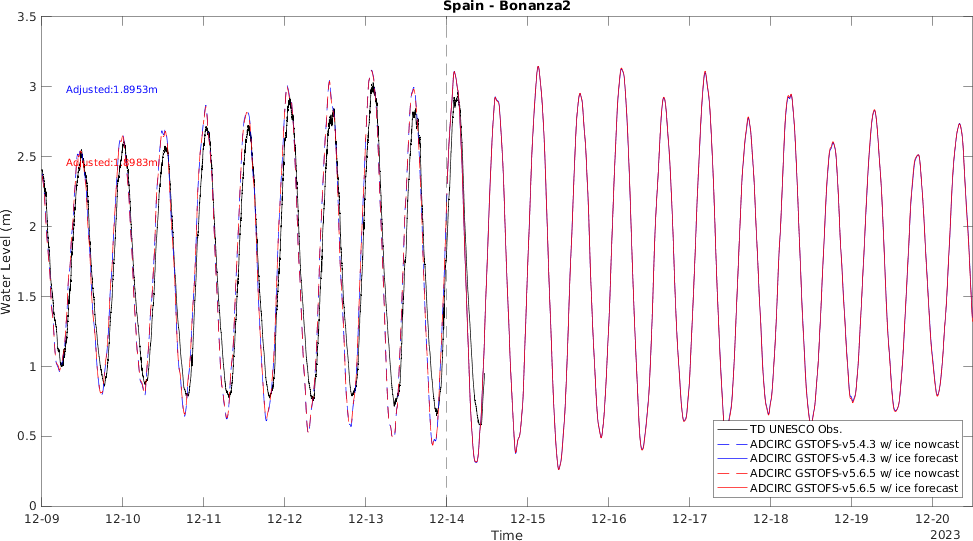 Spain - Bonanza2
3.5
3
2.5
2
1.5
1
0.5
0
Water Level (m)
Adjusted:1.8953m
Adjusted:1.8983m
TD UNESCO Obs.
ADCIRC GSTOFS-v5.4.3 w/ ice nowcast
ADCIRC GSTOFS-v5.4.3 w/ ice forecast
ADCIRC GSTOFS-v5.6.5 w/ ice nowcast
ADCIRC GSTOFS-v5.6.5 w/ ice forecast
12-09 12-10 12-11 12-12 12-13 12-14 12-15 12-16 12-17 12-18 12-19 12-20
Time
2023